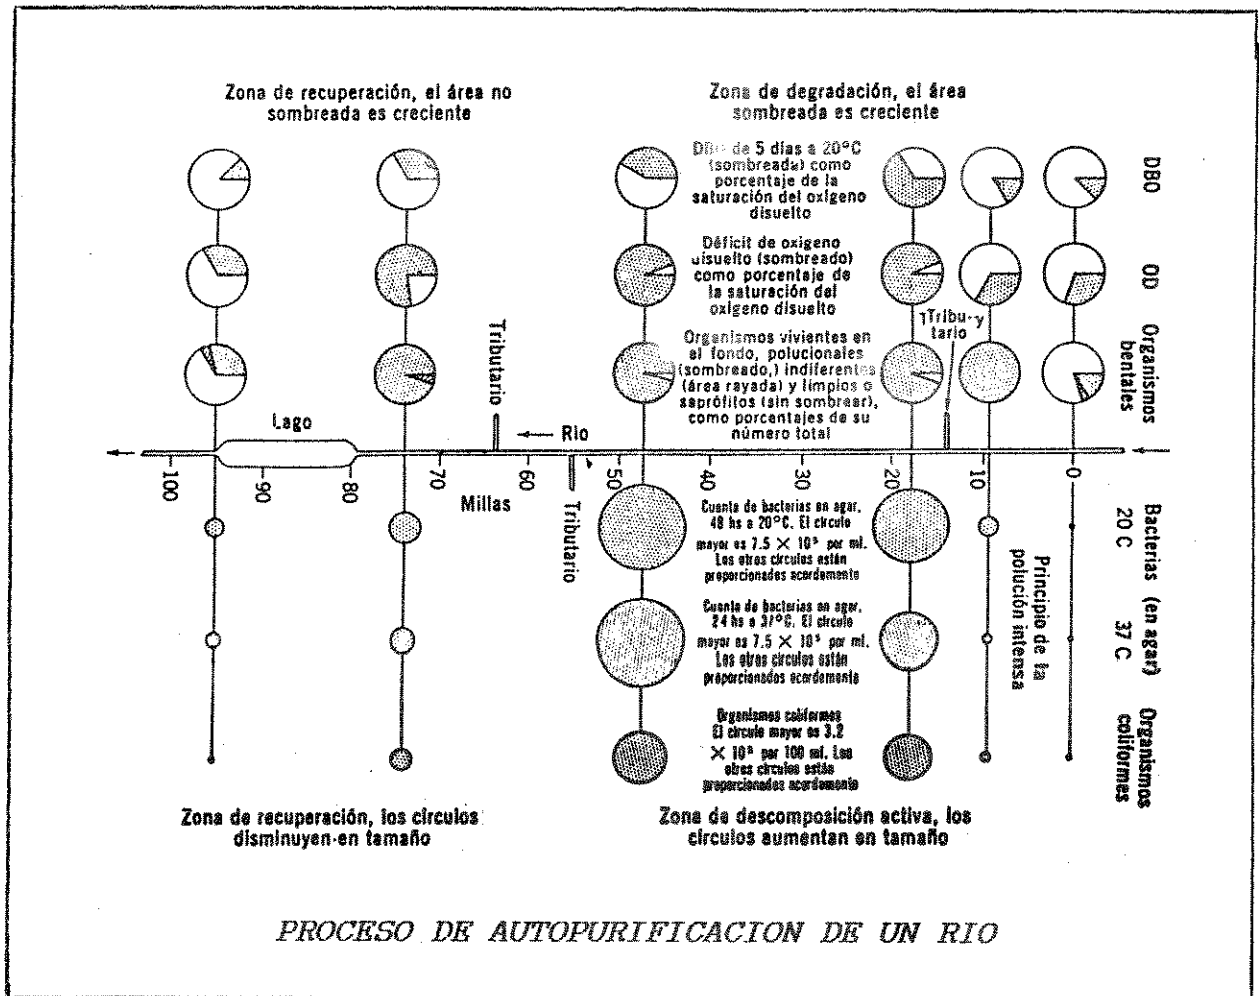 Zona de recuperación, el área no
sombreada es creciente
Zona de degradación, el área
sombreada es creciente
DBO de 5 días a 20°C
(sombreada) como
porcentaje de la
saturación del oxígeno
disuelto
DBO
Déficit de oxígeno
disuelto (sombreado)
como porcentaje de
la saturación del
oxígeno disuelto
OD
Organismos vivientes en
el fondo, polucionales
(sombreado,) indiferentes
(área rayada) y limpios o
saprófitos (sin sombrear),
como porcentajes de su
número total
Organismos
bentales
Tributario
Tribu-
tario
Lago
Rio
100
90
80
70
60
50
40
30
20
10
0
Millas
Tributario
Cuenta de bacterias en agar,
48 hs a 20°C. El círculo
mayor es 7.5 × 10⁵ por ml.
Los otros círculos están
proporcionados acordemente
Bacterias (en agar)
20 C
37 C
Principio de la
polución intensa
Cuenta de bacterias en agar,
24 hs a 37°C. El círculo
mayor es 7.5 × 10⁵ por ml.
Los otros círculos están
proporcionados acordemente
Organismos coliformes
El círculo mayor es 3.2
× 10⁵ por 100 ml. Los
otros círculos están
proporcionados acordemente
Organismos
coliformes
Zona de recuperación, los círculos
disminuyen en tamaño
Zona de descomposición activa, los
círculos aumentan en tamaño
PROCESO DE AUTOPURIFICACION DE UN RIO